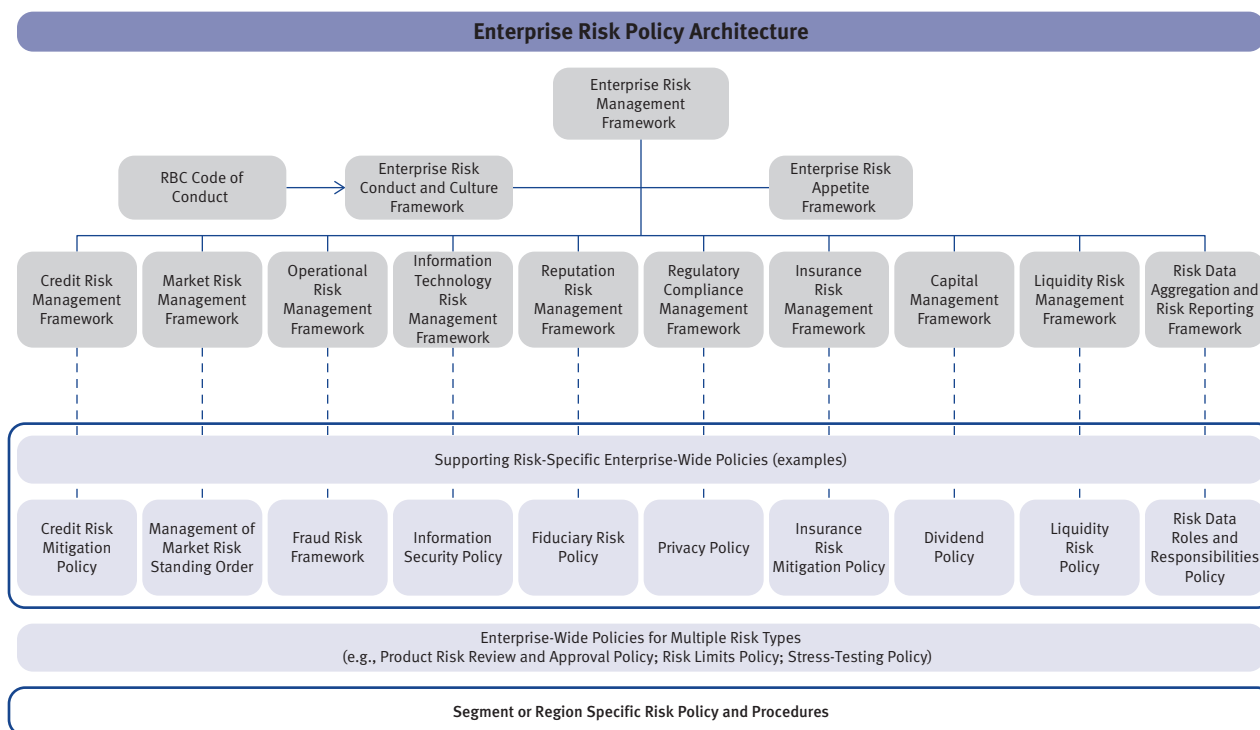 Enterprise Risk Policy Architecture
Enterprise Risk
Management
Framework
RBC Code of
Conduct
Enterprise Risk
Conduct and Culture
Framework
Enterprise Risk
Appetite
Framework
Credit Risk
Management
Framework
Market Risk
Management
Framework
Operational
Risk
Management
Framework
Information
Technology
Risk
Management
Framework
Reputation
Risk
Management
Framework
Regulatory
Compliance
Management
Framework
Insurance
Risk
Management
Framework
Capital
Management
Framework
Liquidity Risk
Management
Framework
Risk Data
Aggregation and
Risk Reporting
Framework
Supporting Risk-Specific Enterprise-Wide Policies (examples)
Credit Risk
Mitigation
Policy
Management of
Market Risk
Standing Order
Fraud Risk
Framework
Information
Security Policy
Fiduciary Risk
Policy
Privacy Policy
Insurance
Risk
Mitigation Policy
Dividend
Policy
Liquidity
Risk
Policy
Risk Data
Roles and
Responsibilities
Policy
Enterprise-Wide Policies for Multiple Risk Types
(e.g., Product Risk Review and Approval Policy; Risk Limits Policy; Stress-Testing Policy)
Segment or Region Specific Risk Policy and Procedures